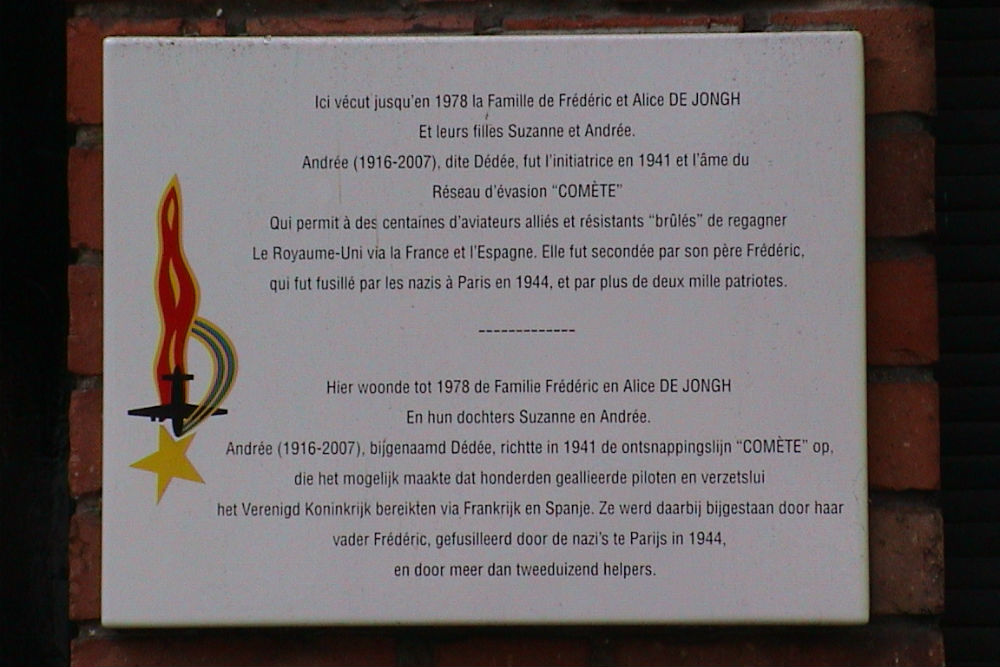 Ici vécut jusqu'en 1978 la Famille de Frédéric et Alice DE JONGH
Et leurs filles Suzanne et Andrée.
Andrée (1916-2007), dite Dédée, fut l'initiatrice en 1941 et l'âme du
Réseau d'évasion "COMÈTE"
Qui permit à des centaines d'aviateurs alliés et résistants "brûlés" de regagner
Le Royaume-Uni via la France et l'Espagne. Elle fut secondée par son père Frédéric,
qui fut fusillé par les nazis à Paris en 1944, et par plus de deux mille patriotes.
-------------
Hier woonde tot 1978 de Familie Frédéric en Alice DE JONGH
En hun dochters Suzanne en Andrée.
Andrée (1916-2007), bijgenaamd Dédée, richtte in 1941 de ontsnappingslijn "COMÈTE" op,
die het mogelijk maakte dat honderden geallieerde piloten en verzetslui
het Verenigd Koninkrijk bereikten via Frankrijk en Spanje. Ze werd daarbij bijgestaan door haar
vader Frédéric, gefusilleerd door de nazi's te Parijs in 1944,
en door meer dan tweeduizend helpers.